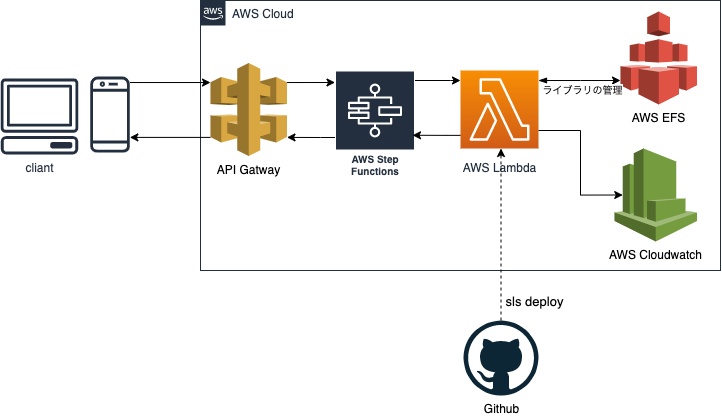 aws
AWS Cloud
ライブラリの管理
AWS EFS
cliant
API Gatway
AWS Step
Functions
AWS Lambda
AWS Cloudwatch
sls deploy
Github